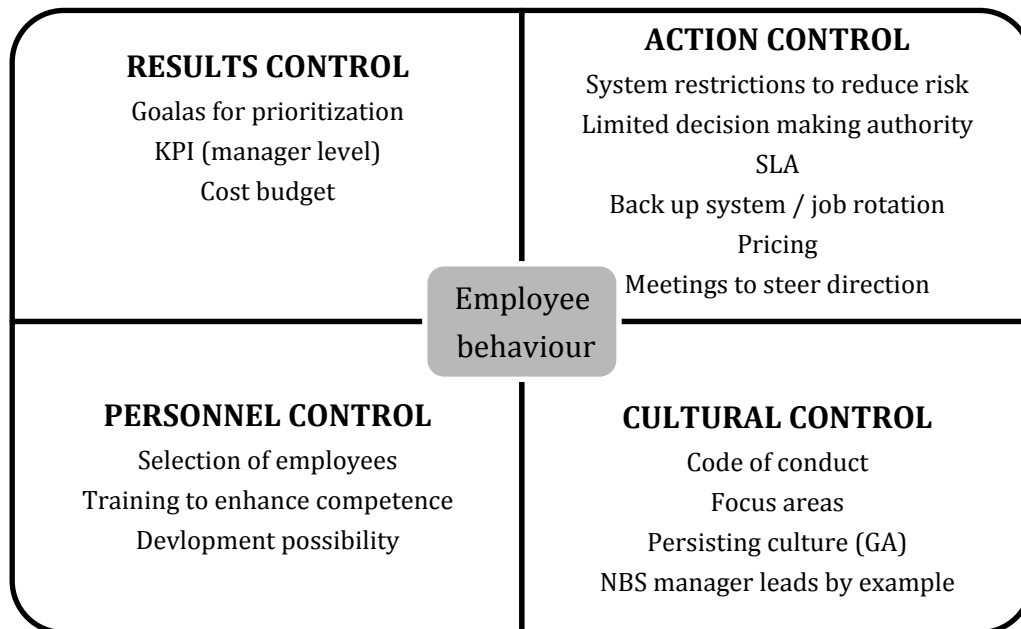 RESULTS CONTROL
Goalas for prioritization
KPI (manager level)
Cost budget
ACTION CONTROL
System restrictions to reduce risk
Limited decision making authority
SLA
Back up system / job rotation
Pricing
Meetings to steer direction
Employee
behaviour
PERSONNEL CONTROL
Selection of employees
Training to enhance competence
Devlopment possibility
CULTURAL CONTROL
Code of conduct
Focus areas
Persisting culture (GA)
NBS manager leads by example